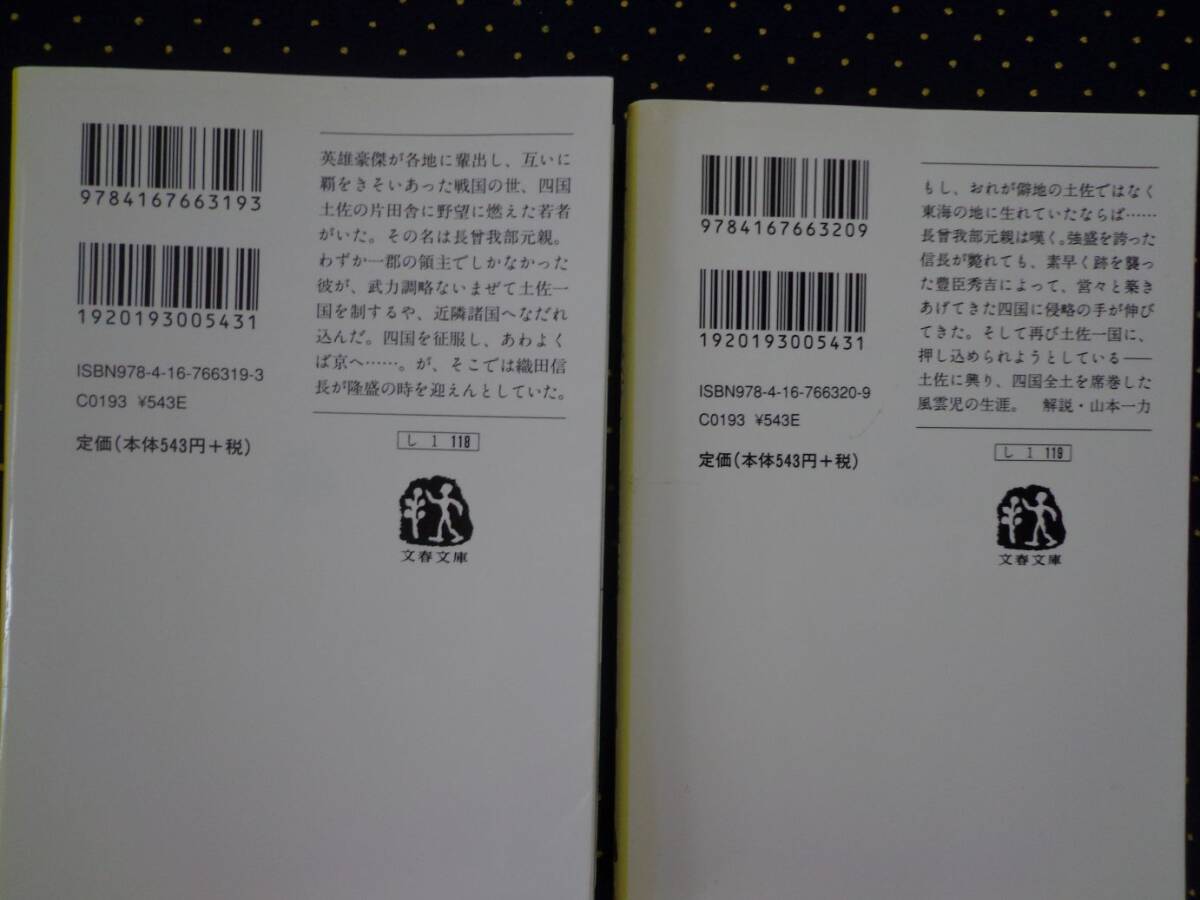 9784167663193
1920193005431
ISBN978-4-16-766319-3
C0193 ¥543E
定価(本体543円+税)
英雄豪傑が各地に輩出し、互いに
覇をきそいあった戦国の世、四国
土佐の片田舎に野望に燃えた若者
がいた。その名は長曾我部元親。
わずか一郡の領主でしかなかった
彼が、武力調略ないまぜて土佐一
国を制するや、近隣諸国へなだれ
込んだ。四国を征服し、あわよく
ば京へ……。が、そこでは織田信
長が隆盛の時を迎えんとしていた。
し 1 118
文春文庫
9784167663209
1920193005431
ISBN978-4-16-766320-9
C0193 ¥543E
定価(本体543円+税)
もし、おれが僻地の土佐ではなく
東海の地に生れていたならば……
長曾我部元親は嘆く。強盛を誇った
信長が斃れても、素早く跡を襲っ
た豊臣秀吉によって、営々と築き
あげてきた四国に侵略の手が伸び
てきた。そして再び土佐一国に、
押し込められようとしている——
土佐に興り、四国全土を席巻した
風雲児の生涯。 解説・山本一力
し 1 119
文春文庫